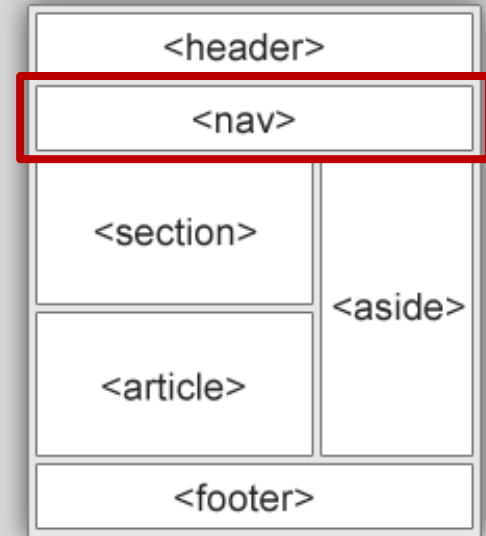 <header>
<nav>
<section>
<aside>
<article>
<footer>